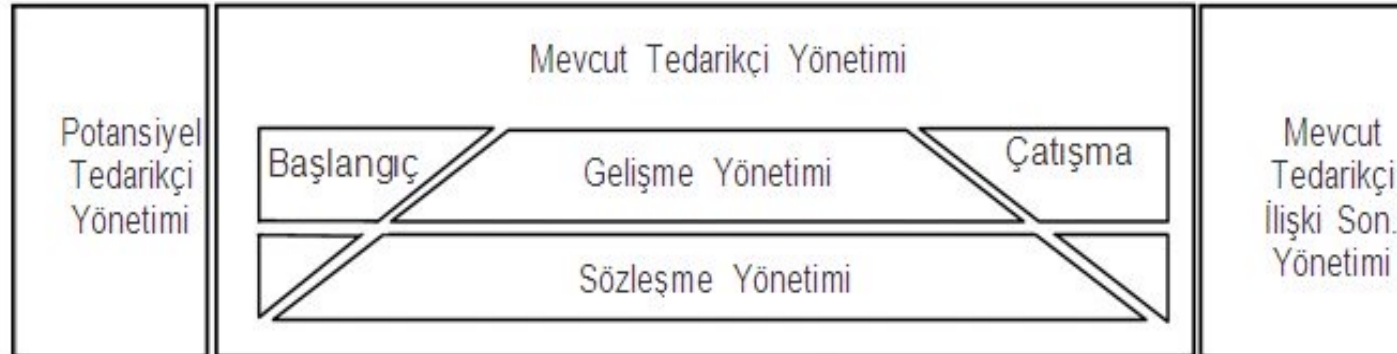 Potansiyel
Tedarikçi
Yönetimi
Mevcut Tedarikçi Yönetimi
Başlangıç
Gelişme Yönetimi
Çatışma
Sözleşme Yönetimi
Mevcut
Tedarikçi
İlişki Son.
Yönetimi